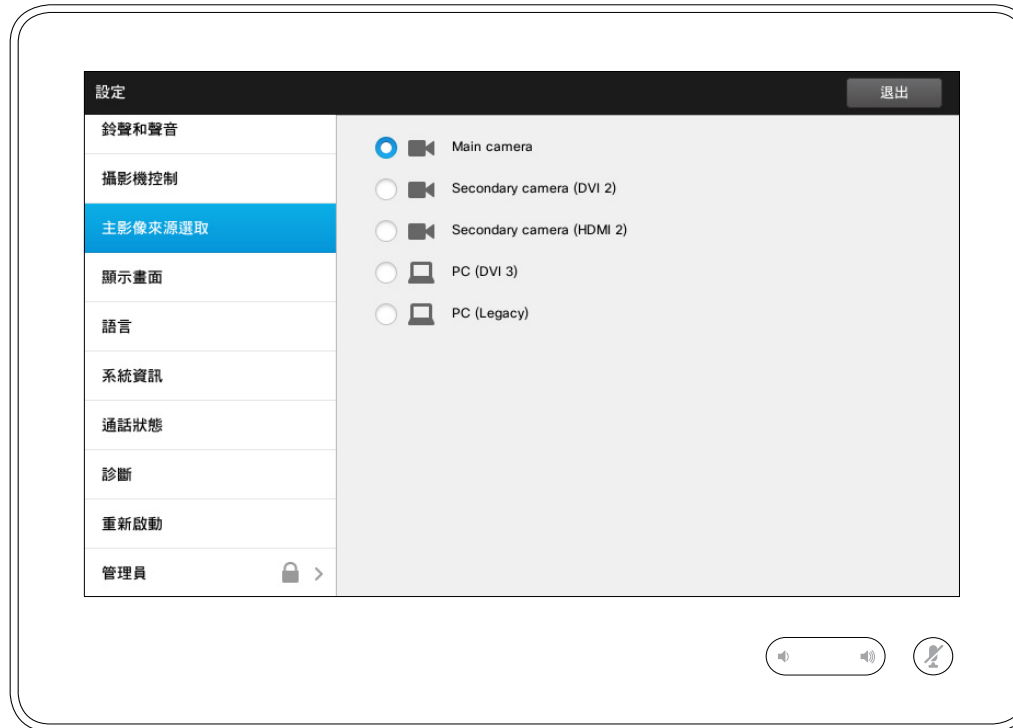 設定
退出
鈴聲和聲音
攝影機控制
主影像來源選取
顯示畫面
語言
系統資訊
通話狀態
診斷
重新啟動
管理員
Main camera
Secondary camera (DVI 2)
Secondary camera (HDMI 2)
PC (DVI 3)
PC (Legacy)